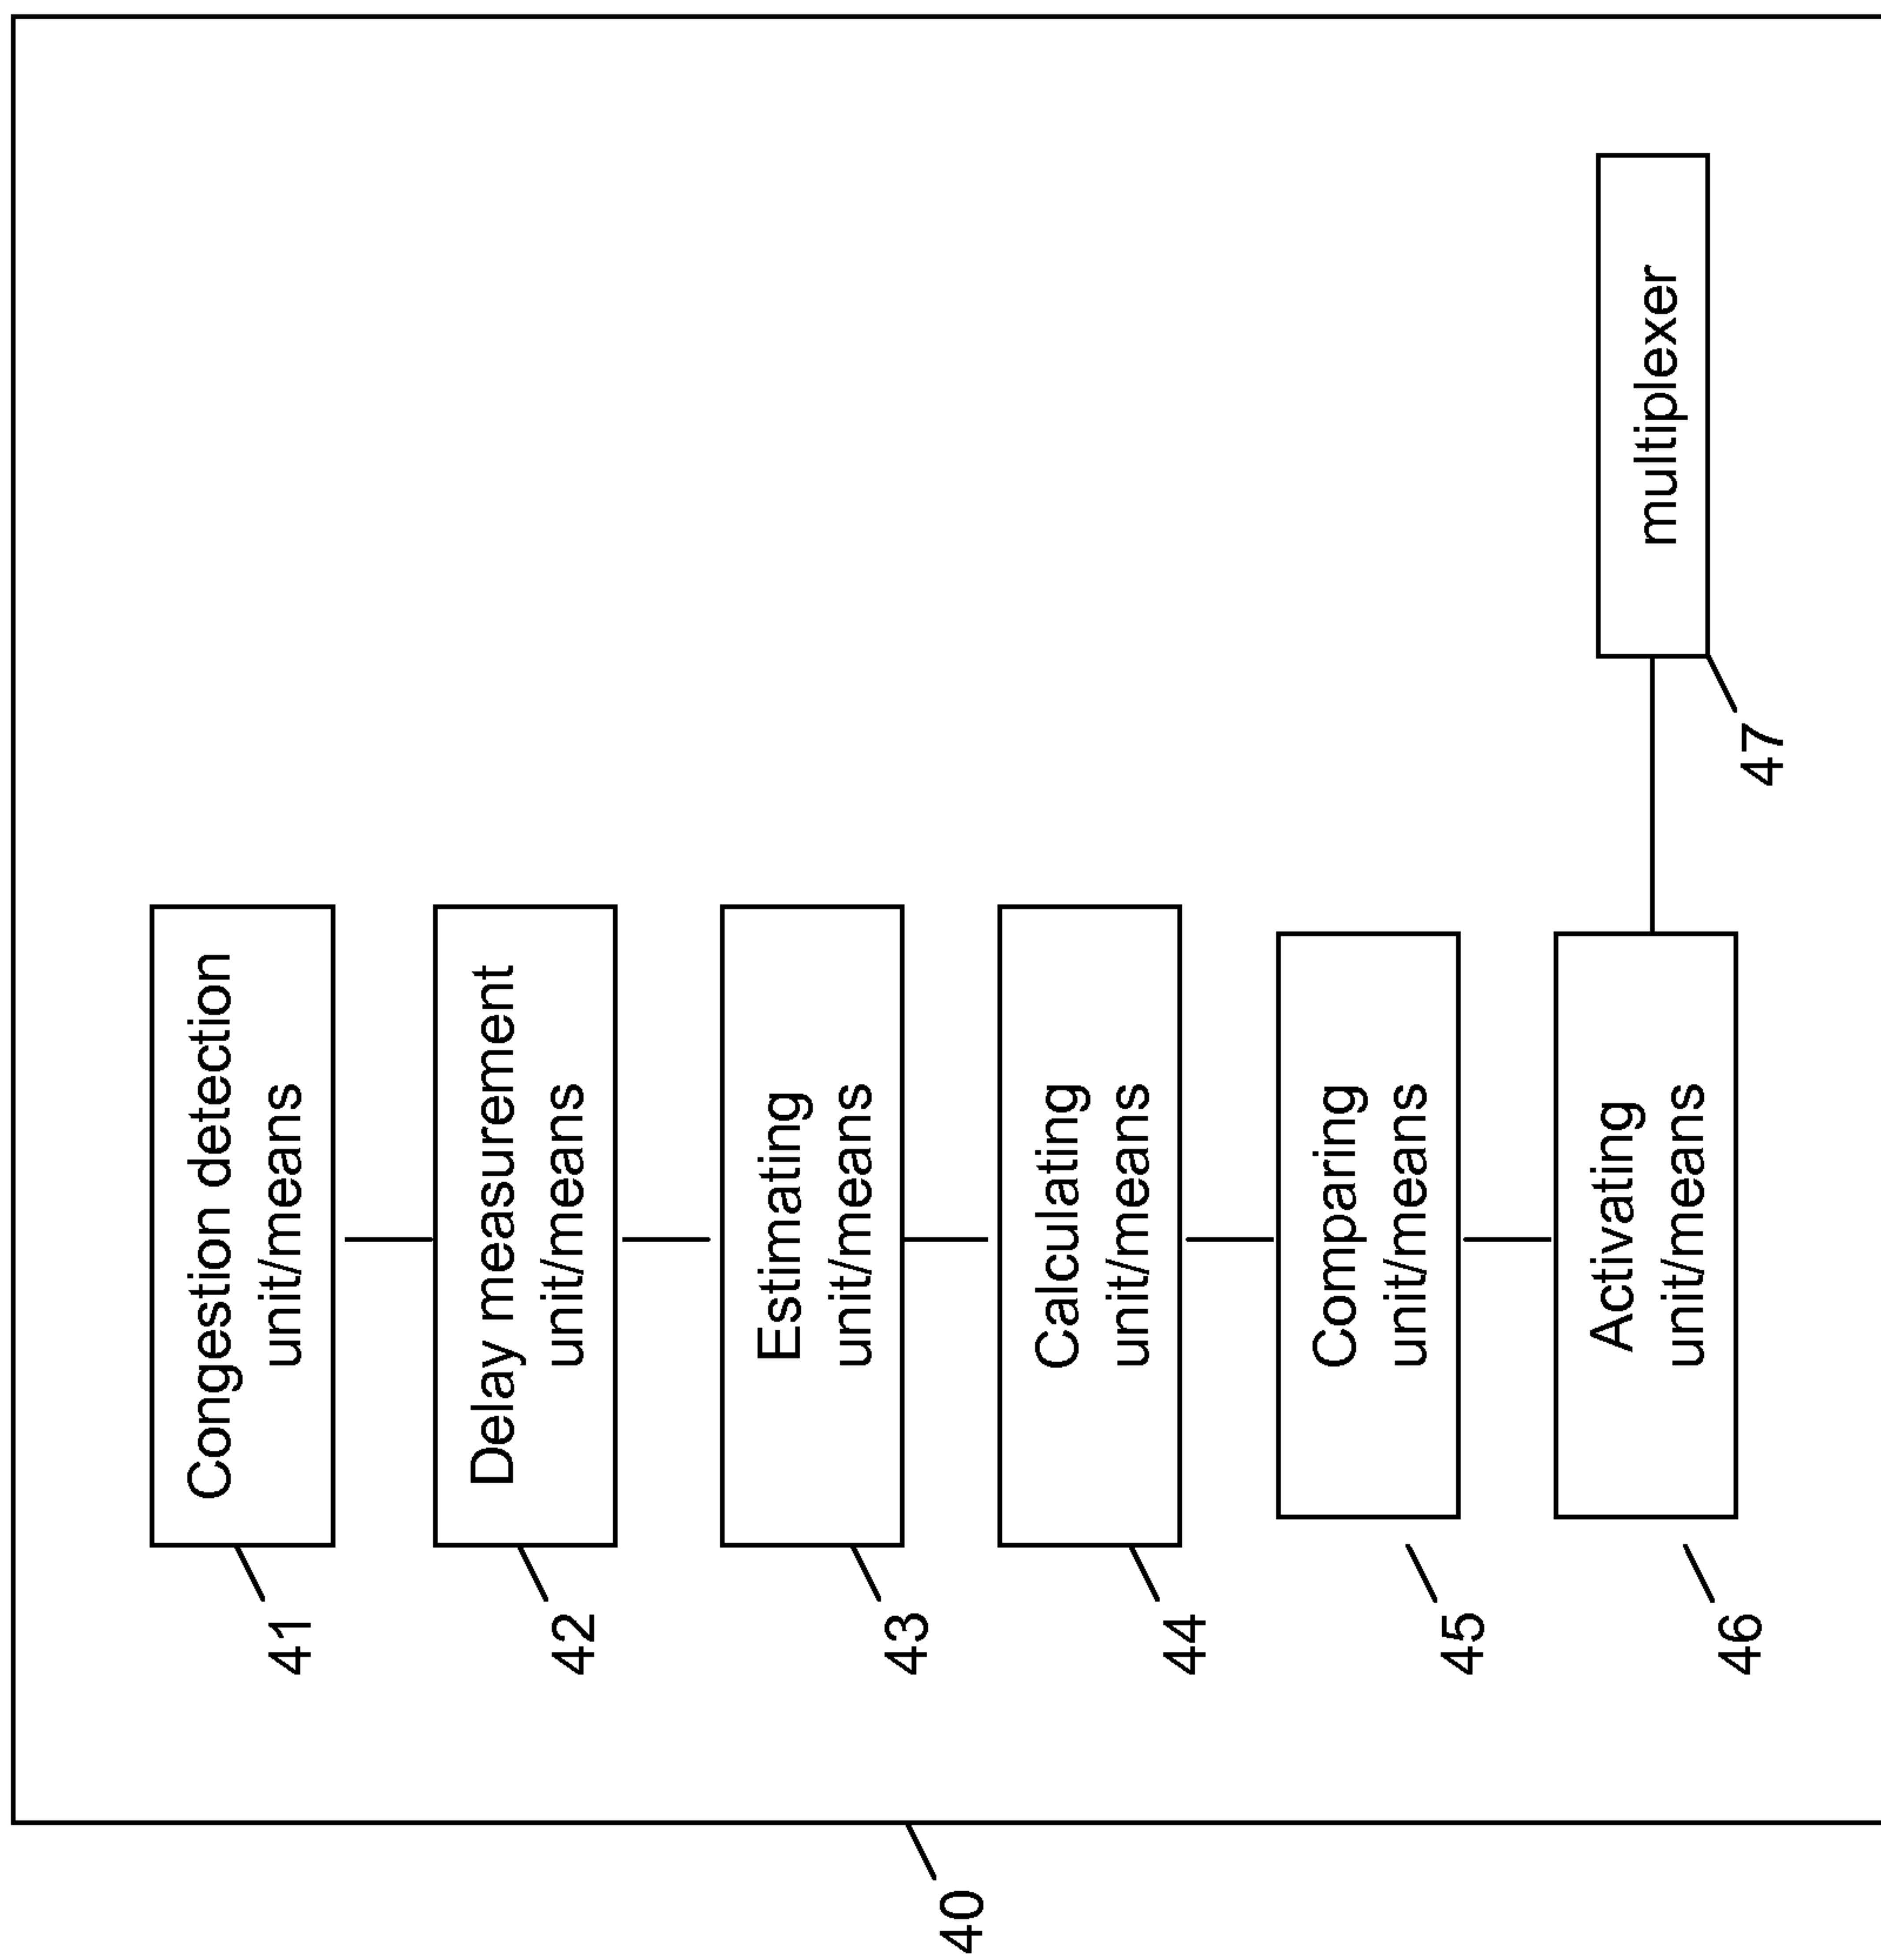 40
41
Congestion detection
unit/means
42
Delay measurement
unit/means
43
Estimating
unit/means
44
Calculating
unit/means
45
Comparing
unit/means
46
Activating
unit/means
47
multiplexer